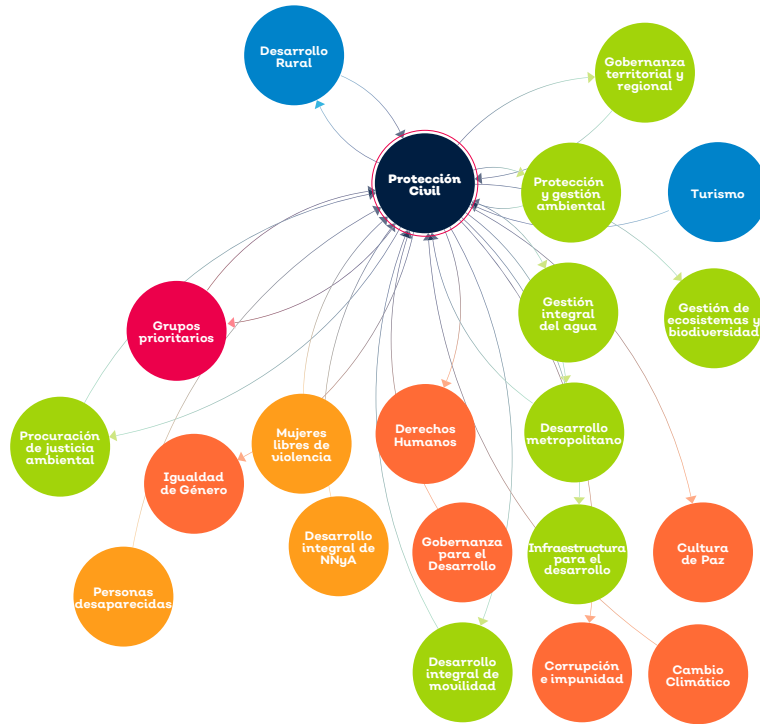 Desarrollo
Rural
Gobernanza
territorial y
regional
Protección
Civil
Protección
y gestión
ambiental
Turismo
Gestión
integral
del agua
Gestión de
ecosistemas y
biodiversidad
Grupos
prioritarios
Procuración
de justicia
ambiental
Igualdad
de Género
Mujeres
libres de
violencia
Derechos
Humanos
Desarrollo
metropolitano
Desarrollo
integral de
NNyA
Gobernanza
para el
Desarrollo
Infraestructura
para el
desarrollo
Cultura
de Paz
Personas
desaparecidas
Desarrollo
integral de
movilidad
Corrupción
e impunidad
Cambio
Climático